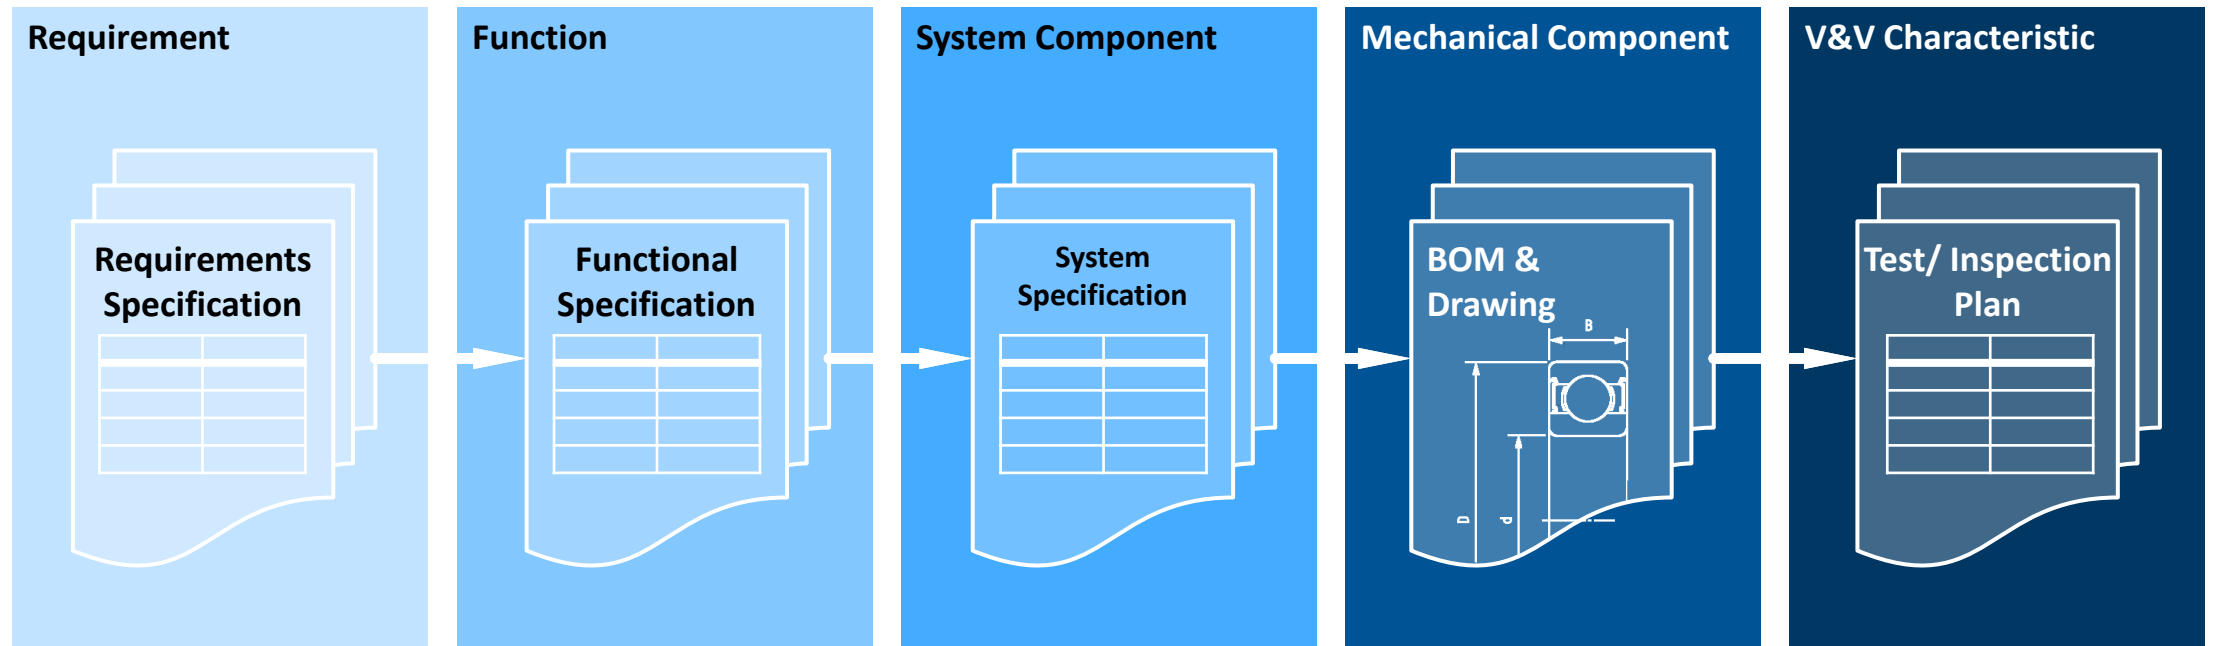 Requirement
Function
System Component
Mechanical Component
V&V Characteristic
Requirements
Specification
Functional
Specification
System
Specification
BOM &
Drawing
B
D
d
Test/ Inspection
Plan